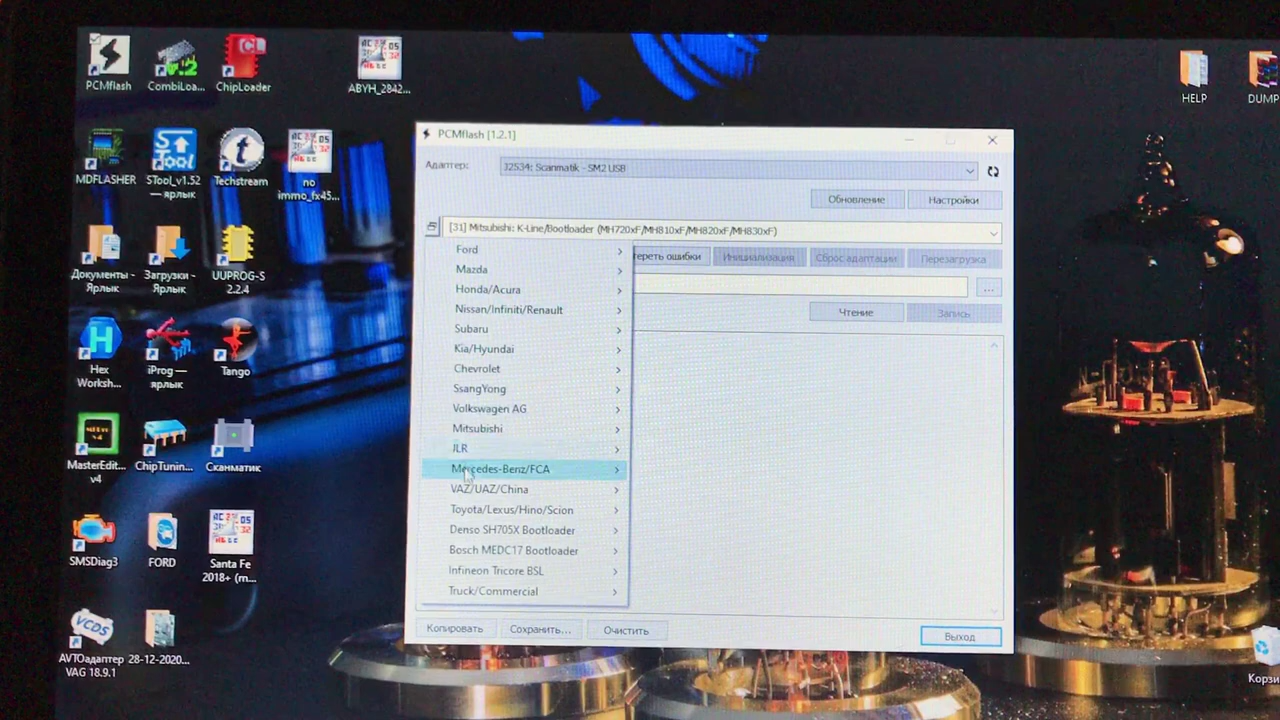 PCMflash
CombiLoa...
ChipLoader
ABYH_2842...
HELP
DUMP
MDFLASHER
STool_v1.52
— ярлык
Techstream
no
immo_fx45...
Документы -
Ярлык
Загрузки -
Ярлык
UUPROG-S
2.2.4
Hex
Worksh...
iProg —
ярлык
Tango
MasterEdit...
v4
ChipTunin...
Сканматик
SMSDiag3
FORD
Santa Fe
2018+ (m...
AVTOадаптер
VAG 18.9.1
28-12-2020...
Корзи
PCMflash [1.2.1]
Адаптер:
J2534: Scanmatik - SM2 USB
Обновление
Настройки
[31] Mitsubishi: K-Line/Bootloader (MH720xF/MH810xF/MH820xF/MH830xF)
тереть ошибки
Инициализация
Сброс адаптации
Перезагрузка
...
Чтение
Запись
Ford
Mazda
Honda/Acura
Nissan/Infiniti/Renault
Subaru
Kia/Hyundai
Chevrolet
SsangYong
Volkswagen AG
Mitsubishi
JLR
Mercedes-Benz/FCA
VAZ/UAZ/China
Toyota/Lexus/Hino/Scion
Denso SH705X Bootloader
Bosch MEDC17 Bootloader
Infineon Tricore BSL
Truck/Commercial
Копировать
Сохранить...
Очистить
Выход